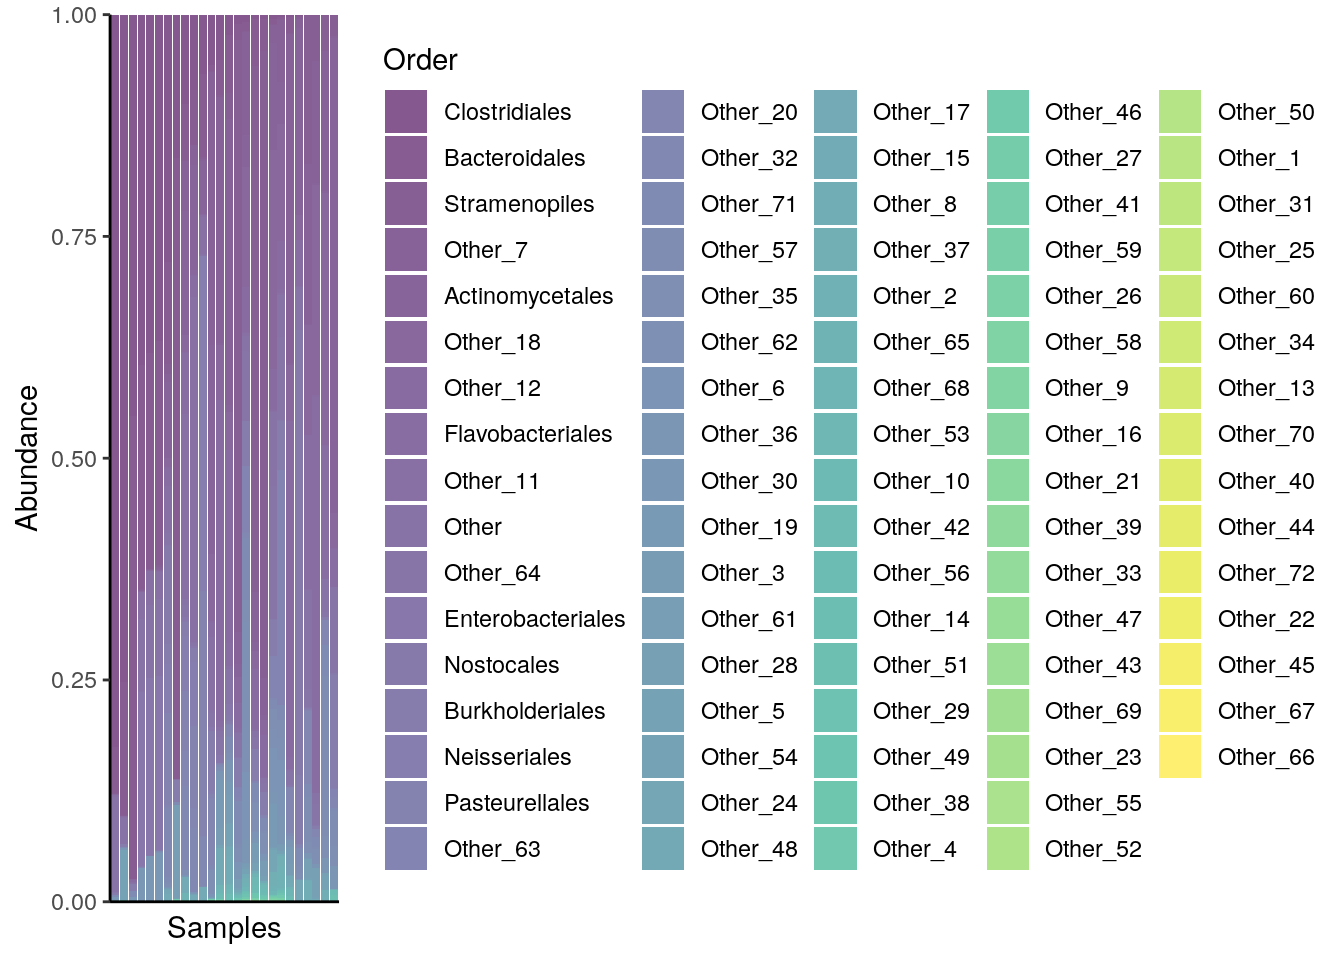 1.00
0.75
0.50
0.25
0.00
Abundance
Samples
Order
Clostridiales
Bacteroidales
Stramenopiles
Other_7
Actinomycetales
Other_18
Other_12
Flavobacteriales
Other_11
Other
Other_64
Enterobacteriales
Nostocales
Burkholderiales
Neisseriales
Pasteurellales
Other_63
Other_20
Other_32
Other_71
Other_57
Other_35
Other_62
Other_6
Other_36
Other_30
Other_19
Other_3
Other_61
Other_28
Other_5
Other_54
Other_24
Other_48
Other_17
Other_15
Other_8
Other_37
Other_2
Other_65
Other_68
Other_53
Other_10
Other_42
Other_56
Other_14
Other_51
Other_29
Other_49
Other_38
Other_4
Other_46
Other_27
Other_41
Other_59
Other_26
Other_58
Other_9
Other_16
Other_21
Other_39
Other_33
Other_47
Other_43
Other_69
Other_23
Other_55
Other_52
Other_50
Other_1
Other_31
Other_25
Other_60
Other_34
Other_13
Other_70
Other_40
Other_44
Other_72
Other_22
Other_45
Other_67
Other_66